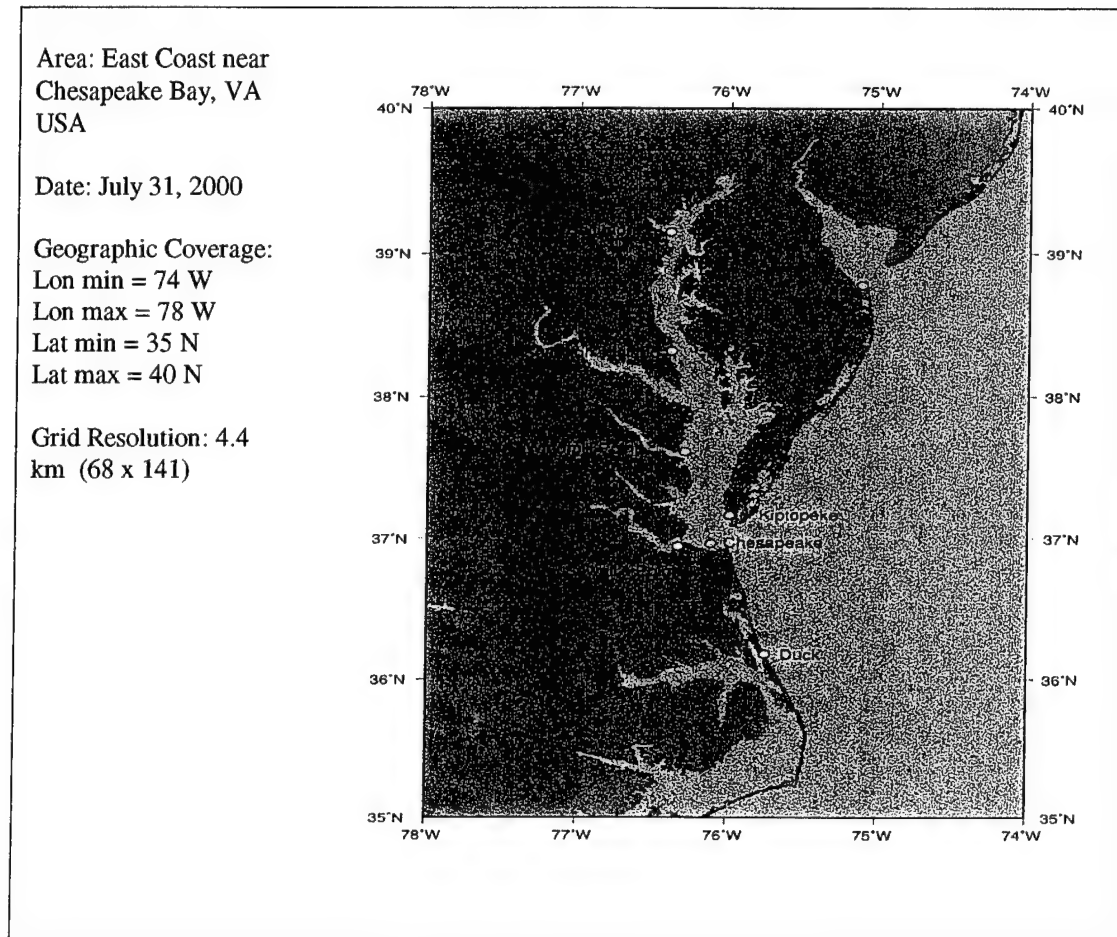 Area: East Coast near
Chesapeake Bay, VA
USA
Date: July 31, 2000
Geographic Coverage:
Lon min = 74 W
Lon max = 78 W
Lat min = 35 N
Lat max = 40 N
Grid Resolution: 4.4
km (68 x 141)
78°W 77°W 76°W 75°W 74°W
40°N 40°N
39°N 39°N
38°N 38°N
Kiptopeke
37°N Chesapeake 37°N
Duck
36°N 36°N
35°N 35°N
78°W 77°W 76°W 75°W 74°W